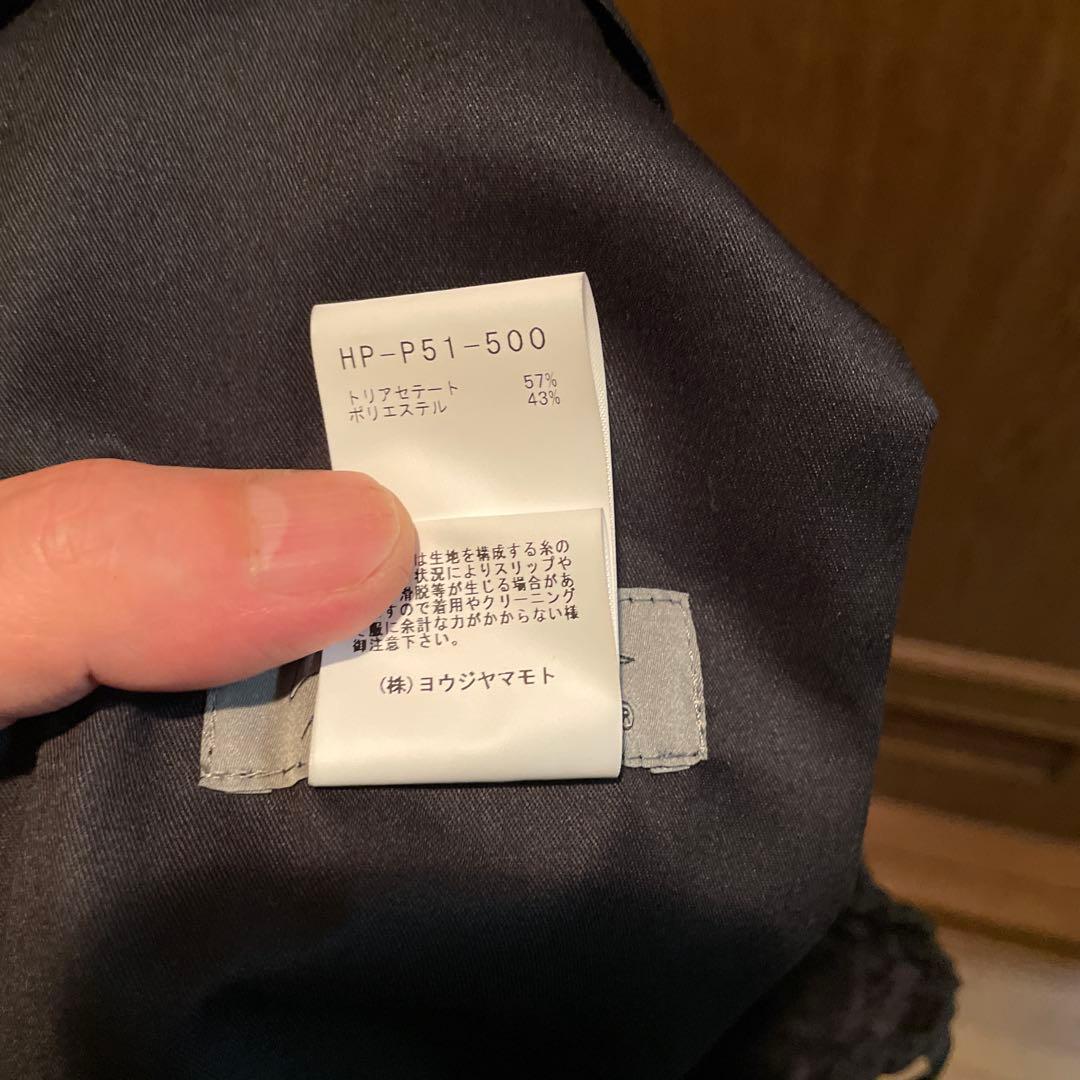 HP-P51-500
トリアセテート 57%
ポリエステル 43%
は生地を構成する糸の
状況によりスリップや
滑脱等が生じる場合があ
すので着用やクリーニング
服に余計な力がかからない様
御注意下さい。
(株)ヨウジヤマモト
®